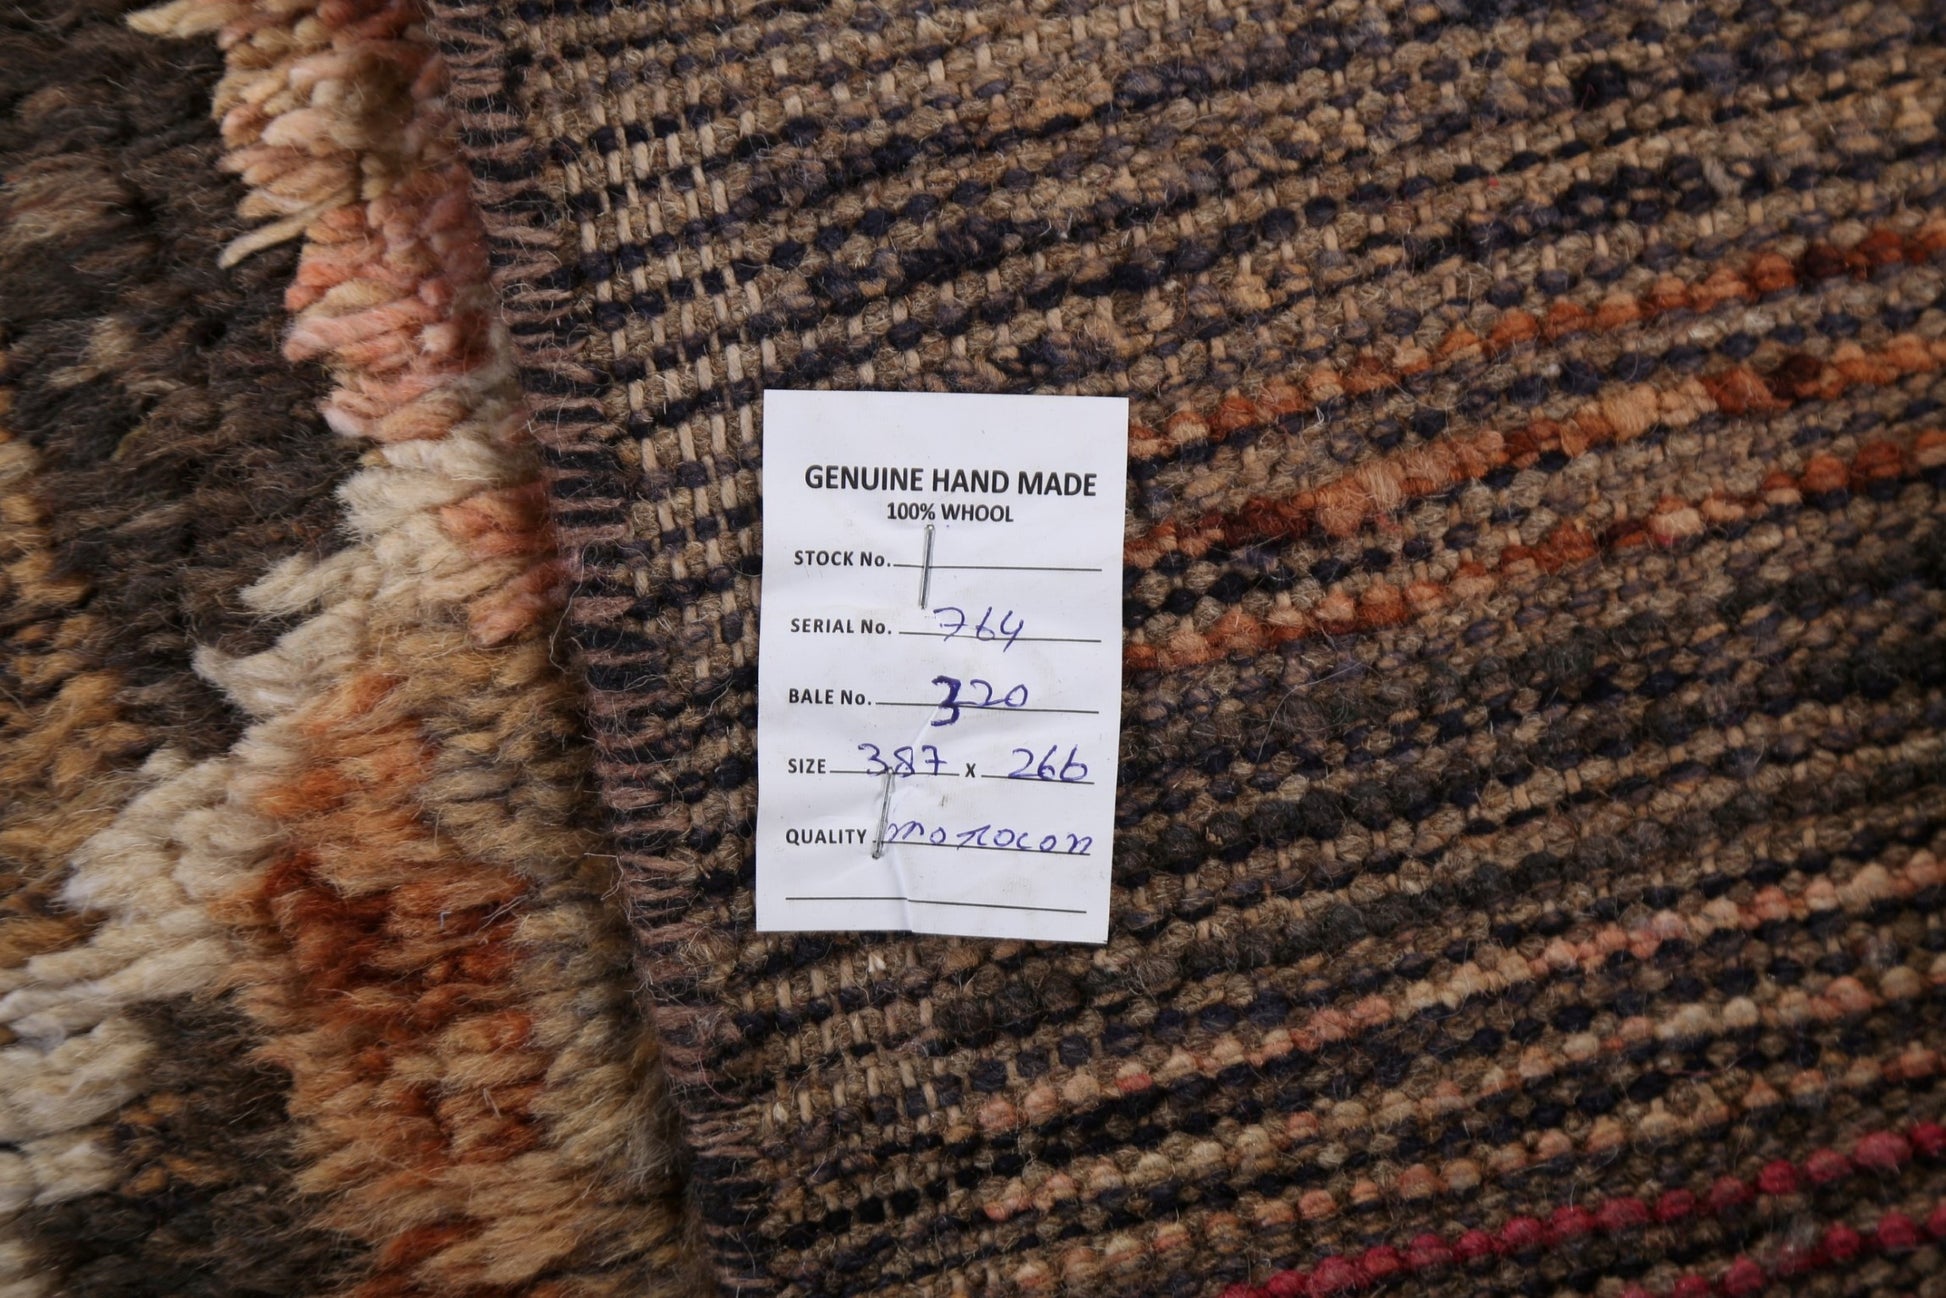 GENUINE HAND MADE
100% WHOOL
STOCK No.
SERIAL No. 764
BALE No. 320
SIZE 387 x 266
QUALITY morocon